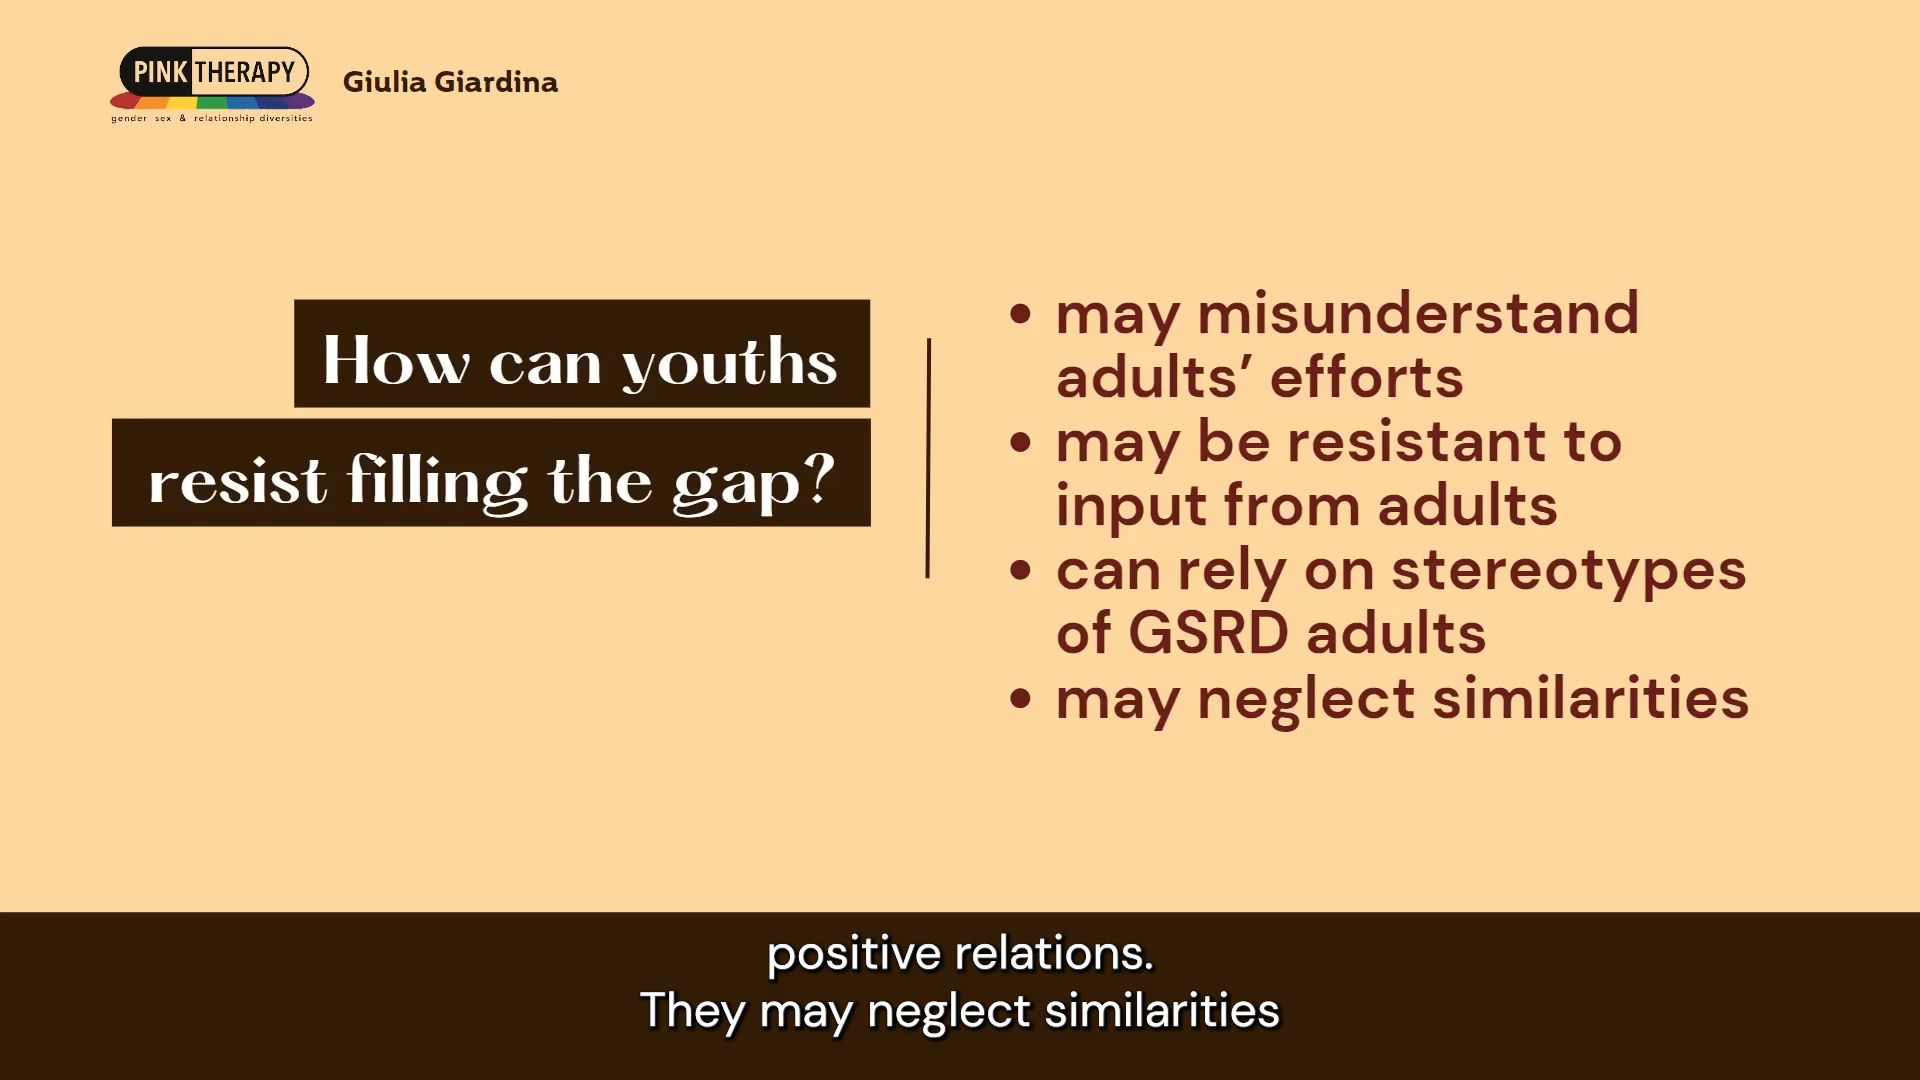 PINK THERAPY
gender sex & relationship diversities
Giulia Giardina
How can youths
resist filling the gap?
• may misunderstand
adults’ efforts
• may be resistant to
input from adults
• can rely on stereotypes
of GSRD adults
• may neglect similarities
positive relations.
They may neglect similarities